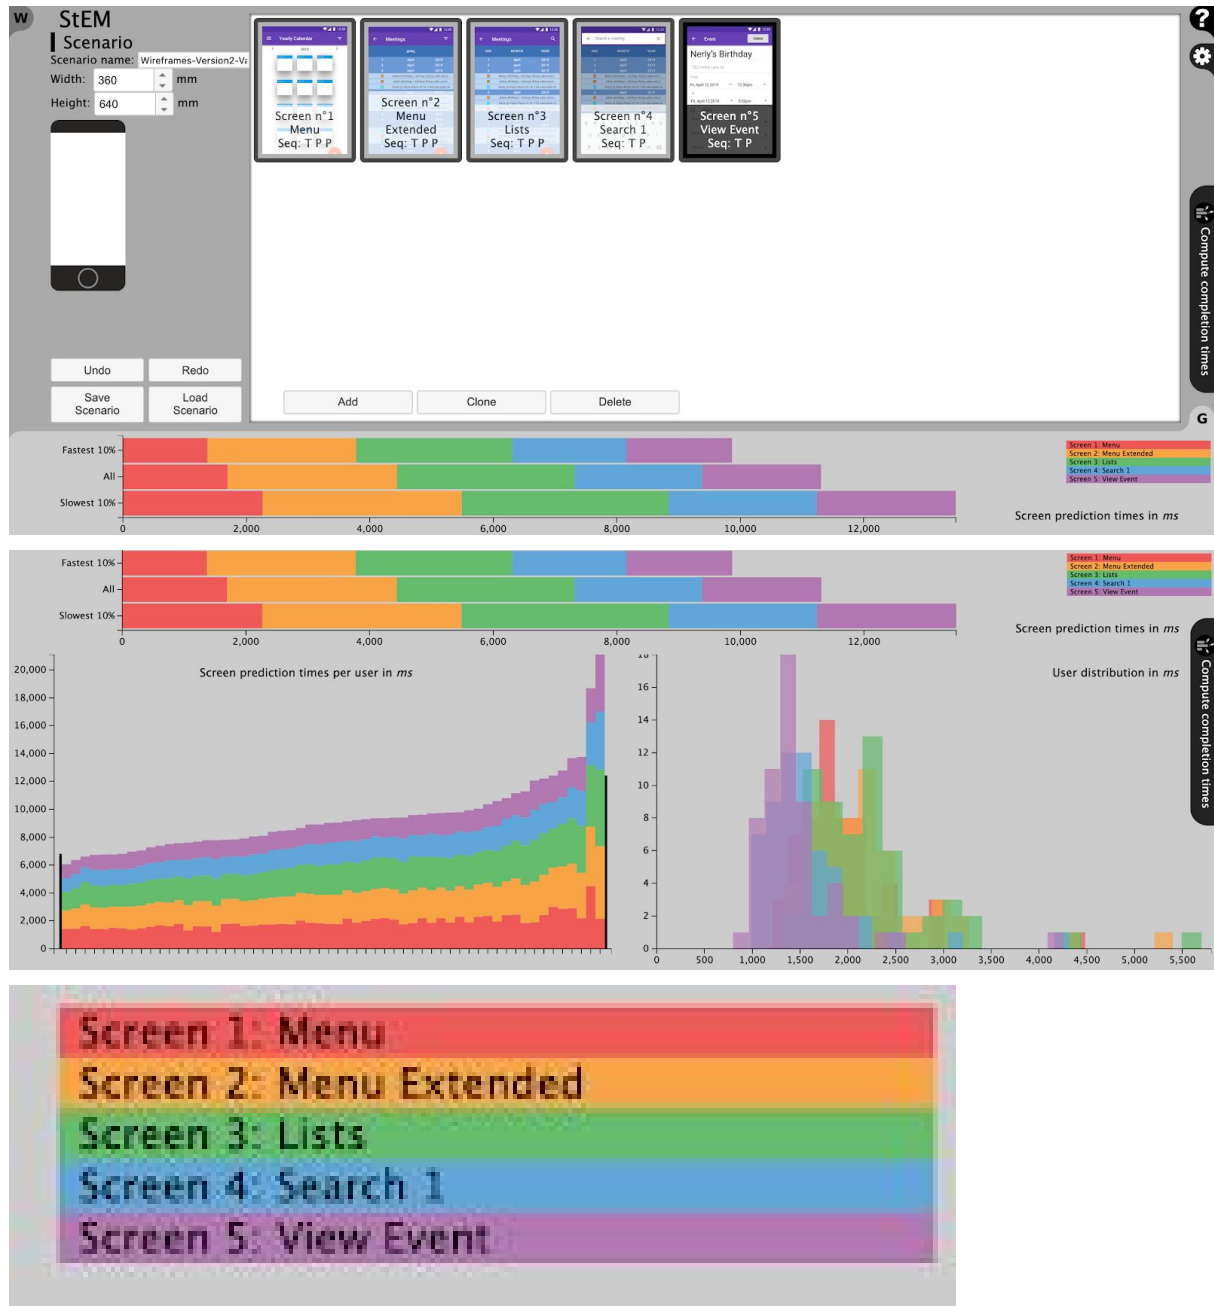 W
StEM
Scenario
Scenario name: Wireframes-Version2-Va
Width: 360 mm
Height: 640 mm
Undo
Redo
Save Scenario
Load Scenario
Yearly Calendar
2019
Screen n°1
Menu
Seq: T P P
Meetings
Screen n°2
Menu
Extended
Seq: T P P
Meetings
Screen n°3
Lists
Seq: T P P
Search a meeting
Screen n°4
Search 1
Seq: T P
Event
Nerly's Birthday
Screen n°5
View Event
Seq: T P
Add
Clone
Delete
?
Compute completion times
G
Fastest 10%
All
Slowest 10%
0 2,000 4,000 6,000 8,000 10,000 12,000
Screen 1: Menu
Screen 2: Menu Extended
Screen 3: Lists
Screen 4: Search 1
Screen 5: View Event
Screen prediction times in ms
Fastest 10%
All
Slowest 10%
0 2,000 4,000 6,000 8,000 10,000 12,000
Screen 1: Menu
Screen 2: Menu Extended
Screen 3: Lists
Screen 4: Search 1
Screen 5: View Event
Screen prediction times in ms
Compute completion times
Screen prediction times per user in ms
20,000
18,000
16,000
14,000
12,000
10,000
8,000
6,000
4,000
2,000
0
User distribution in ms
18
16
14
12
10
8
6
4
2
0
0 500 1,000 1,500 2,000 2,500 3,000 3,500 4,000 4,500 5,000 5,500
Screen 1: Menu
Screen 2: Menu Extended
Screen 3: Lists
Screen 4: Search 1
Screen 5: View Event